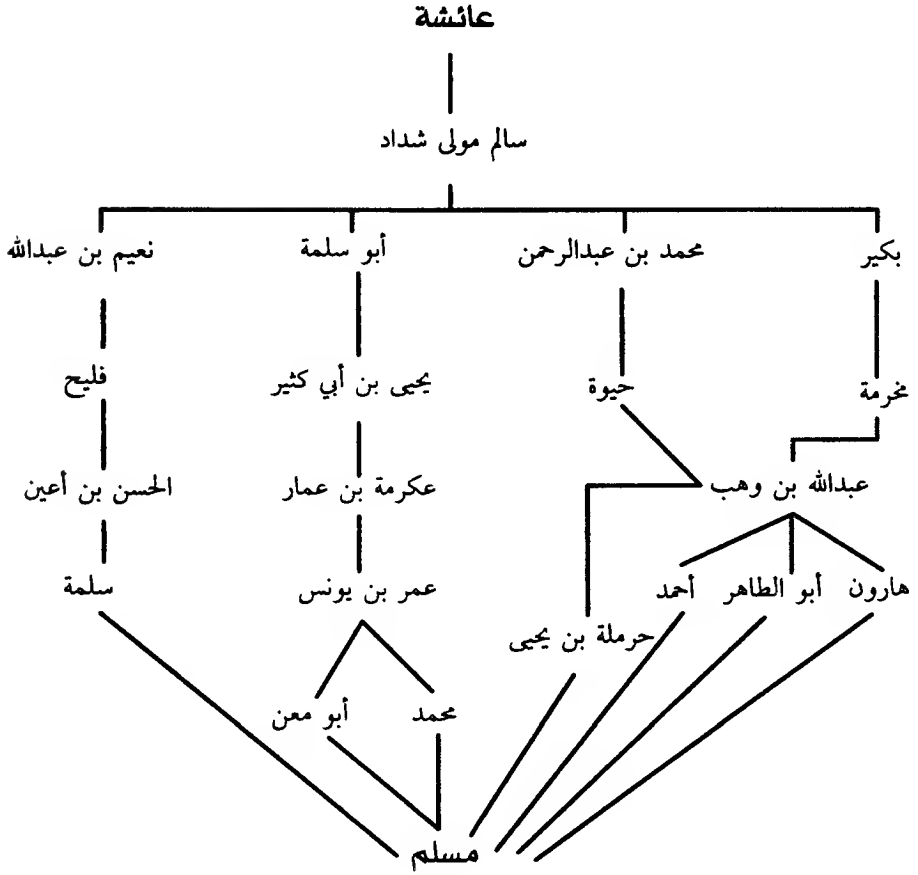 عائشة
سالم مولى شداد
بكير
محمد بن عبدالرحمن
أبو سلمة
نعيم بن عبدالله
مخرمة
حيوة
يحيى بن أبي كثير
فليح
عبدالله بن وهب
عكرمة بن عمار
الحسن بن أعين
هارون
أبو الطاهر
أحمد
عمر بن يونس
سلمة
حرملة بن يحيى
محمد
أبو معن
مسلم